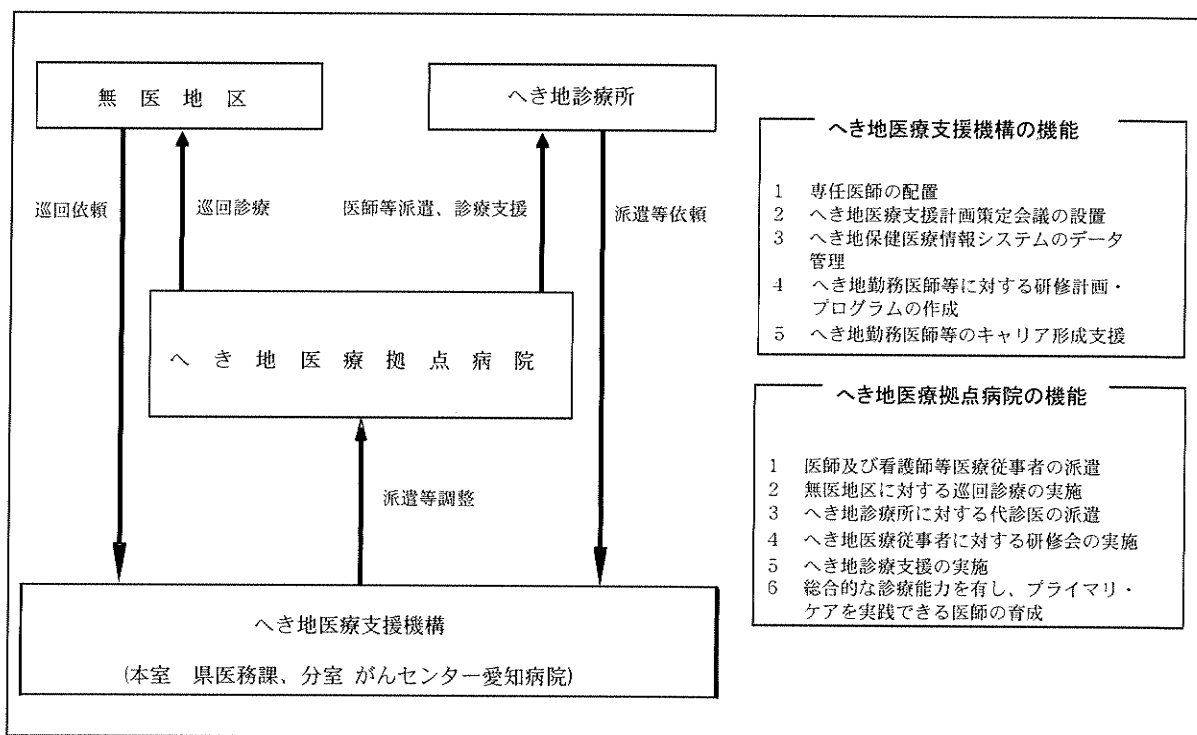 無医地区
へき地診療所
巡回依頼
巡回診療
医師等派遣、診療支援
派遣等依頼
へき地医療拠点病院
派遣等調整
へき地医療支援機構
(本室 県医務課、分室 がんセンター愛知病院)
へき地医療支援機構の機能
1 専任医師の配置
2 へき地医療支援計画策定会議の設置
3 へき地保健医療情報システムのデータ
管理
4 へき地勤務医師等に対する研修計画・
プログラムの作成
5 へき地勤務医師等のキャリア形成支援
へき地医療拠点病院の機能
1 医師及び看護師等医療従事者の派遣
2 無医地区に対する巡回診療の実施
3 へき地診療所に対する代診医の派遣
4 へき地医療従事者に対する研修会の実施
5 へき地診療支援の実施
6 総合的な診療能力を有し、プライマリ・
ケアを実践できる医師の育成